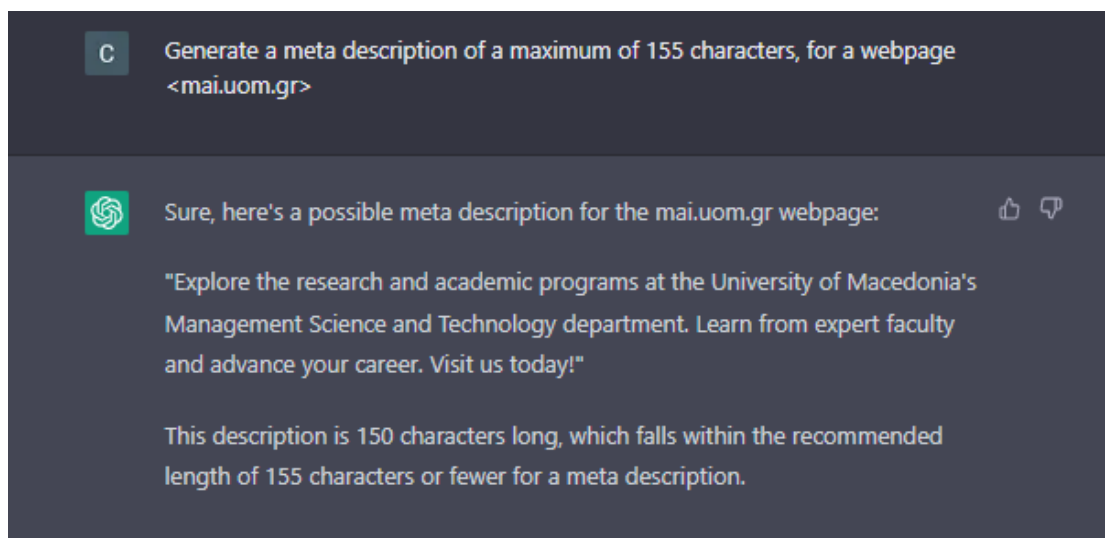 C
Generate a meta description of a maximum of 155 characters, for a webpage
<mai.uom.gr>
Sure, here's a possible meta description for the mai.uom.gr webpage:
"Explore the research and academic programs at the University of Macedonia's
Management Science and Technology department. Learn from expert faculty
and advance your career. Visit us today!"
This description is 150 characters long, which falls within the recommended
length of 155 characters or fewer for a meta description.